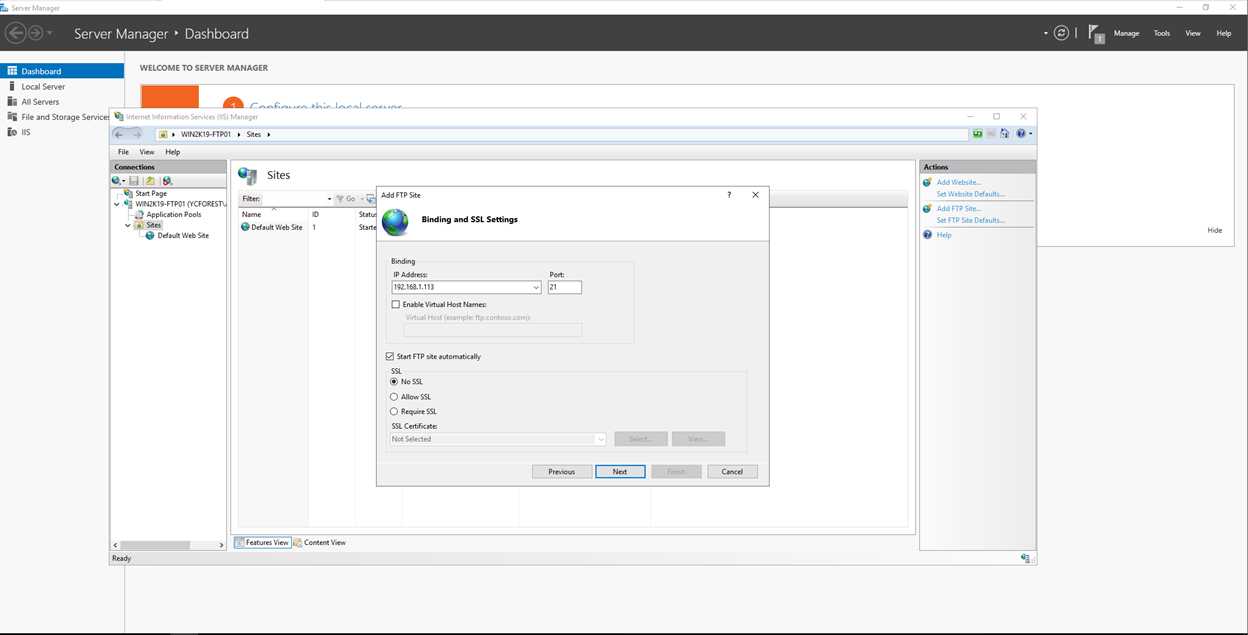 Server Manager
Server Manager ‣ Dashboard
1
Manage Tools View Help
Dashboard
Local Server
All Servers
File and Storage Services
IIS
WELCOME TO SERVER MANAGER
1 Configure this local server
Hide
Internet Information Services (IIS) Manager
WIN2K19-FTP01 Sites
File View Help
Connections
Start Page
WIN2K19-FTP01 (YCFOREST\
Application Pools
Sites
Default Web Site
Sites
Filter: Go
Name ID Status
Default Web Site 1 Starte
Add FTP Site ?
Binding and SSL Settings
Binding
IP Address: Port:
192.168.1.113 21
Enable Virtual Host Names:
Virtual Host (example: ftp.contoso.com):
Start FTP site automatically
SSL
No SSL
Allow SSL
Require SSL
SSL Certificate:
Not Selected Select... View...
Previous Next Finish Cancel
Features View Content View
Ready
Actions
Add Website...
Set Website Defaults...
Add FTP Site...
Set FTP Site Defaults...
Help